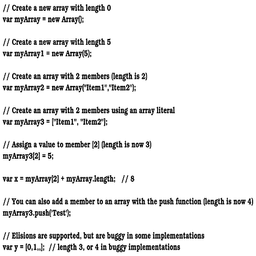 // Create a new array with length 0
var myArray = new Array();
// Create a new array with length 5
var myArray1 = new Array(5);
// Create an array with 2 members (length is 2)
var myArray2 = new Array("Item1","Item2");
// Create an array with 2 members using an array literal
var myArray3 = ["Item1", "Item2"];
// Assign a value to member [2] (length is now 3)
myArray3[2] = 5;
var x = myArray[2] + myArray.length;   // 8
// You can also add a member to an array with the push function (length is now 4)
myArray3.push('Test');
// Elisions are supported, but are buggy in some implementations
var y = [0,1,,];  // length 3, or 4 in buggy implementations